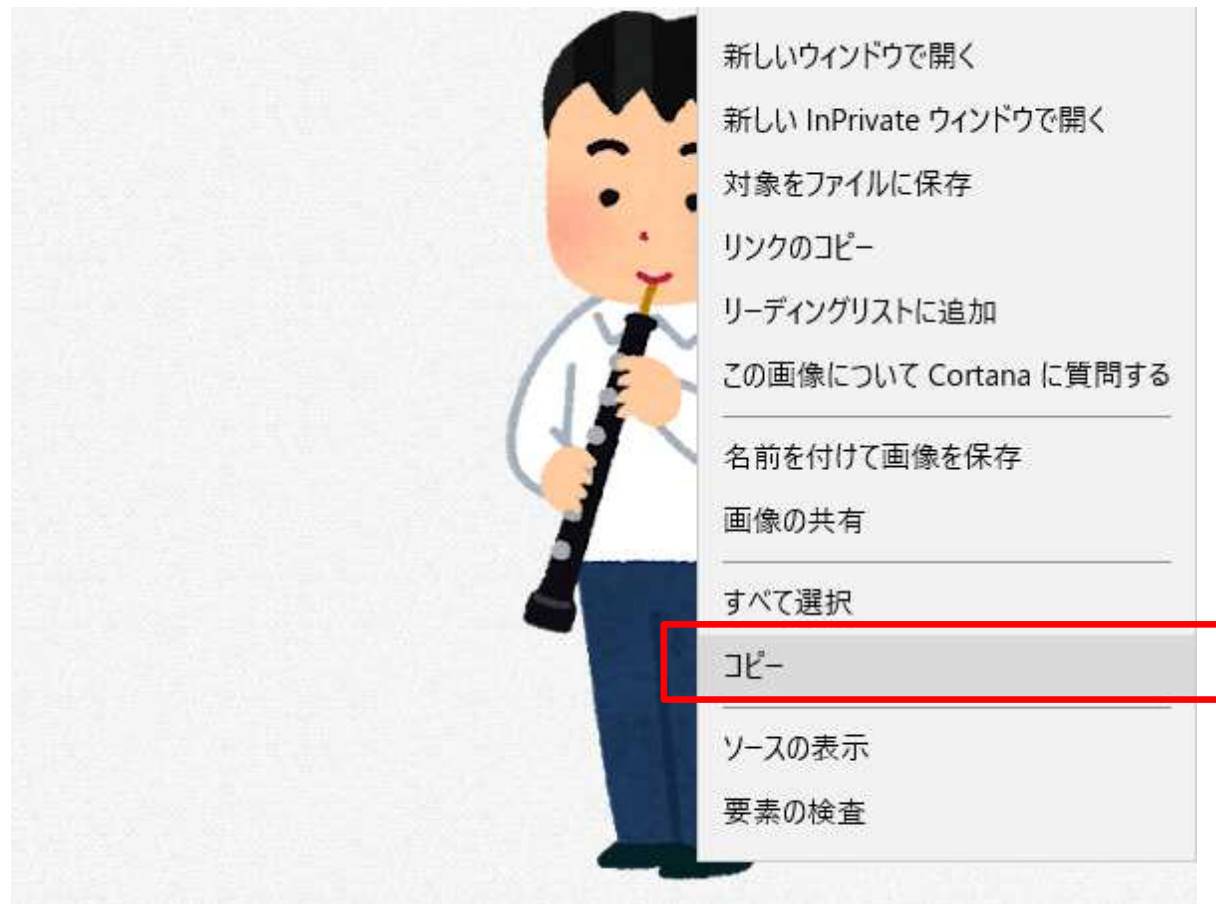 新しいウィンドウで開く
新しい InPrivate ウィンドウで開く
対象をファイルに保存
リンクのコピー
リーディングリストに追加
この画像について Cortana に質問する
名前を付けて画像を保存
画像の共有
すべて選択
コピー
ソースの表示
要素の検査